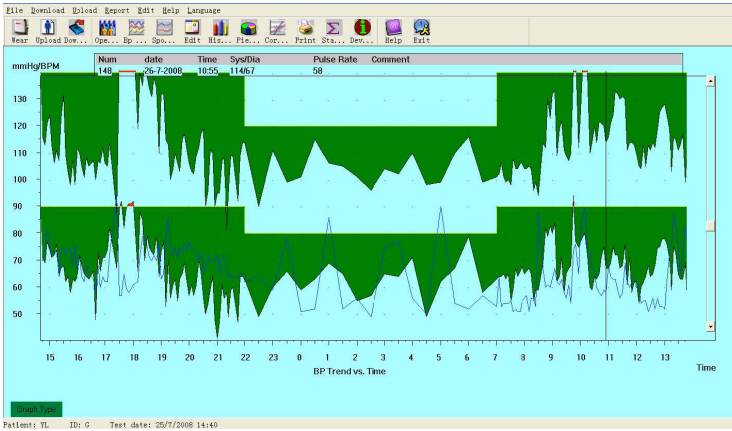 File Download Upload Report Edit Help Language
Wear Upload Dow... Ope... Bp ... Spo... Edit His... Pie... Cor... Print Sta... Dev... Help Exit
mmHg/BPM
Num date Time Sys/Dia Pulse Rate Comment
148 26-7-2008 10:55 114/67 58
130
120
110
100
90
80
70
60
50
15 16 17 18 19 20 21 22 23 0 1 2 3 4 5 6 7 8 9 10 11 12 13
Time
BP Trend vs. Time
Graph Type
Patient: YL ID: G Test date: 25/7/2008 14:40